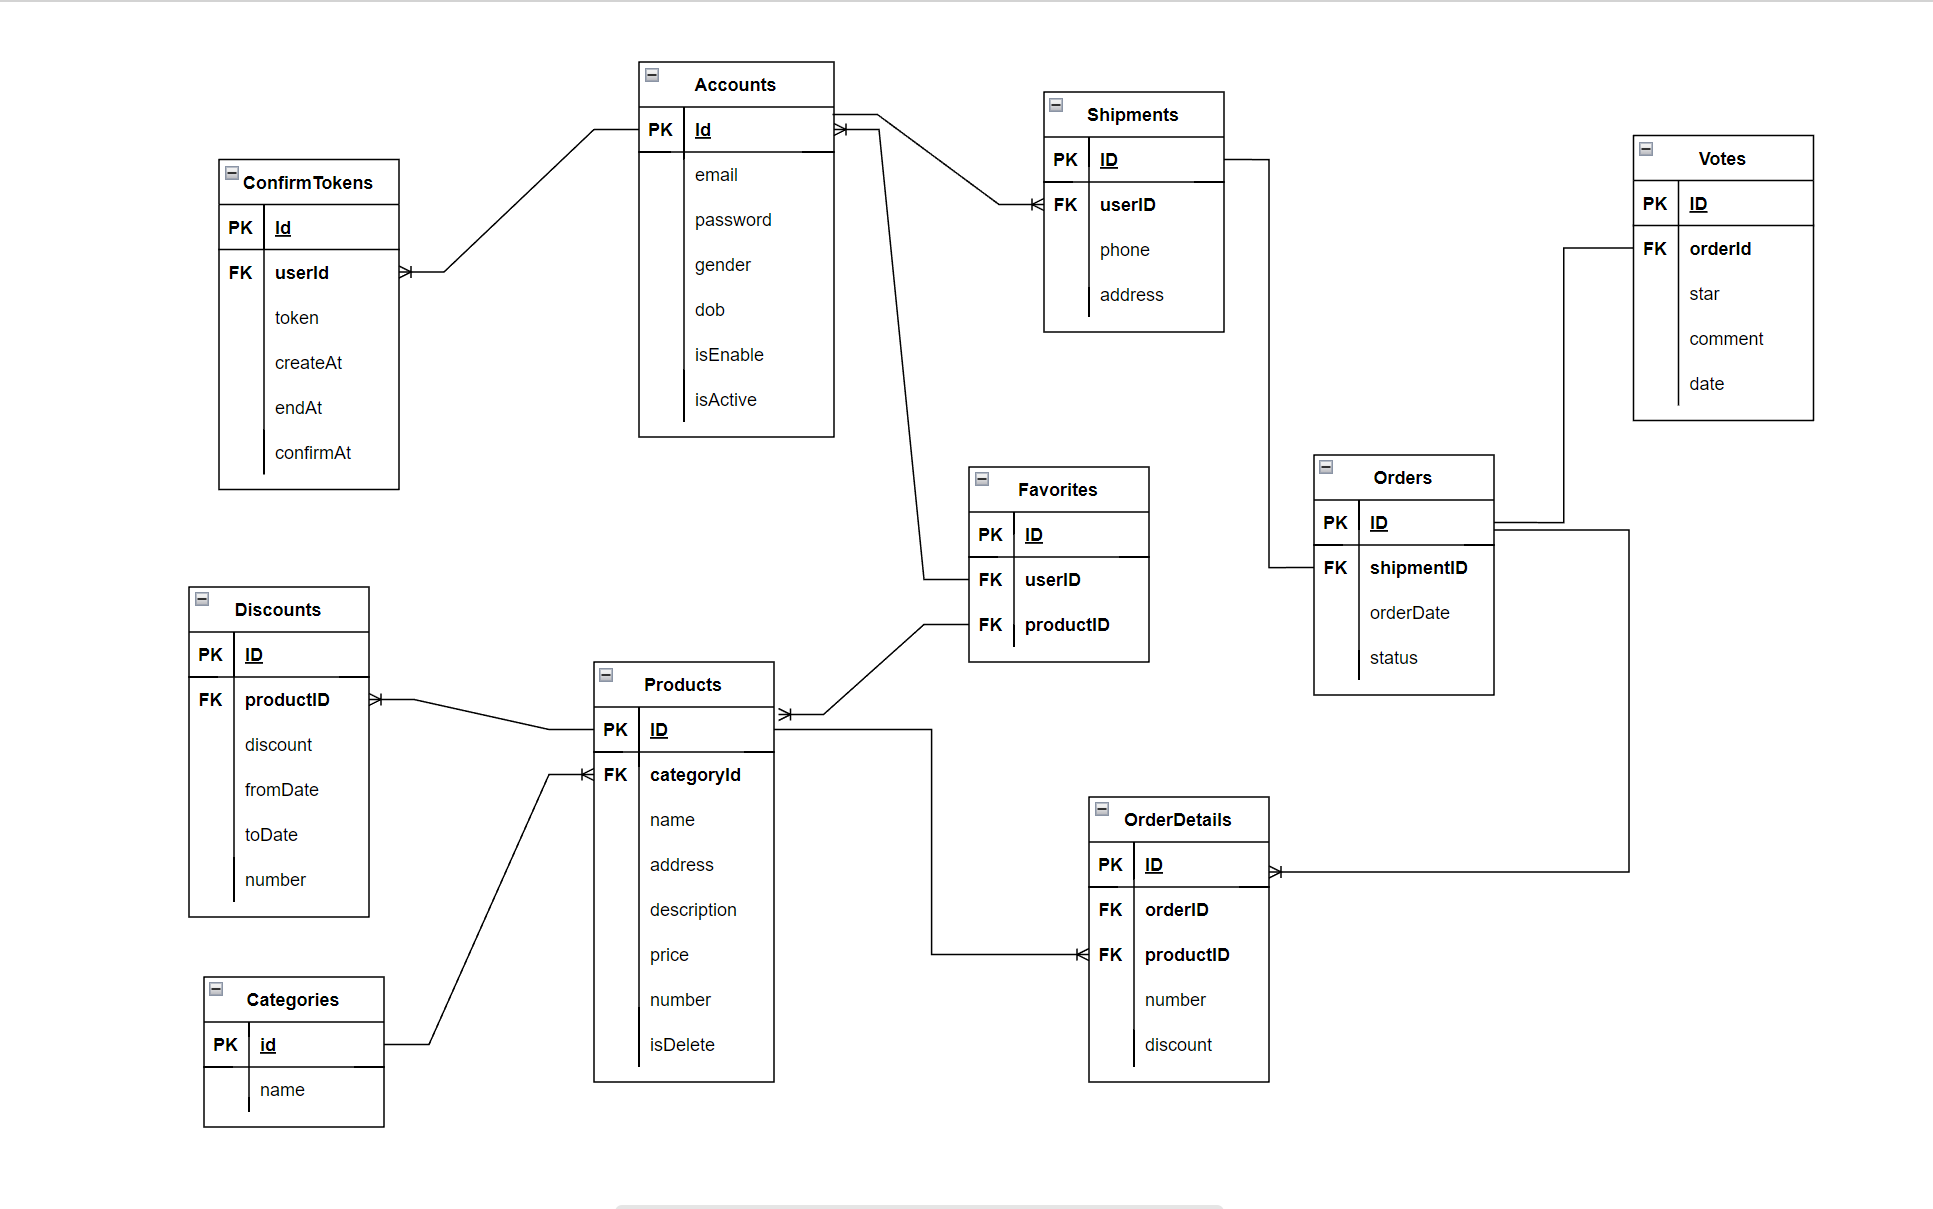 Accounts
PK Id
email
password
gender
dob
isEnable
isActive
Shipments
PK ID
FK userID
phone
address
Votes
PK ID
FK orderId
star
comment
date
ConfirmTokens
PK Id
FK userId
token
createAt
endAt
confirmAt
Favorites
PK ID
FK userID
FK productID
Orders
PK ID
FK shipmentID
orderDate
status
Discounts
PK ID
FK productID
discount
fromDate
toDate
number
Products
PK ID
FK categoryId
name
address
description
price
number
isDelete
OrderDetails
PK ID
FK orderID
FK productID
number
discount
Categories
PK id
name